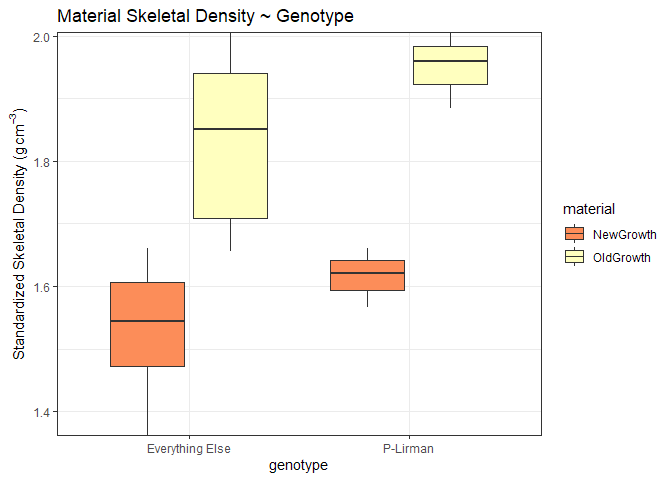 Material Skeletal Density ~ Genotype
Standardized Skeletal Density (g cm⁻³)
2.0
1.8
1.6
1.4
Everything Else
P-Lirman
genotype
material
NewGrowth
OldGrowth